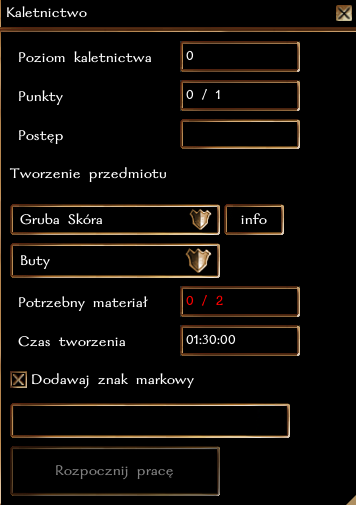 Kaletnictwo
Poziom kaletnictwa 0
Punkty 0 / 1
Postęp
Tworzenie przedmiotu
Gruba Skóra info
Buty
Potrzebny materiał 0 / 2
Czas tworzenia 01:30:00
Dodawaj znak markowy
Rozpocznij pracę